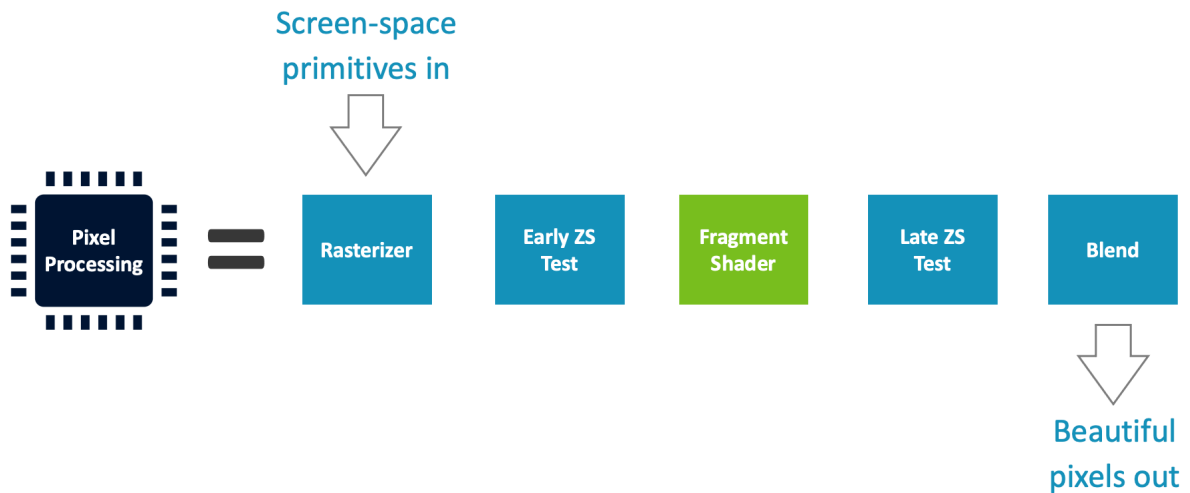 Screen-space
primitives in
Pixel
Processing
Rasterizer
Early ZS
Test
Fragment
Shader
Late ZS
Test
Blend
Beautiful
pixels out